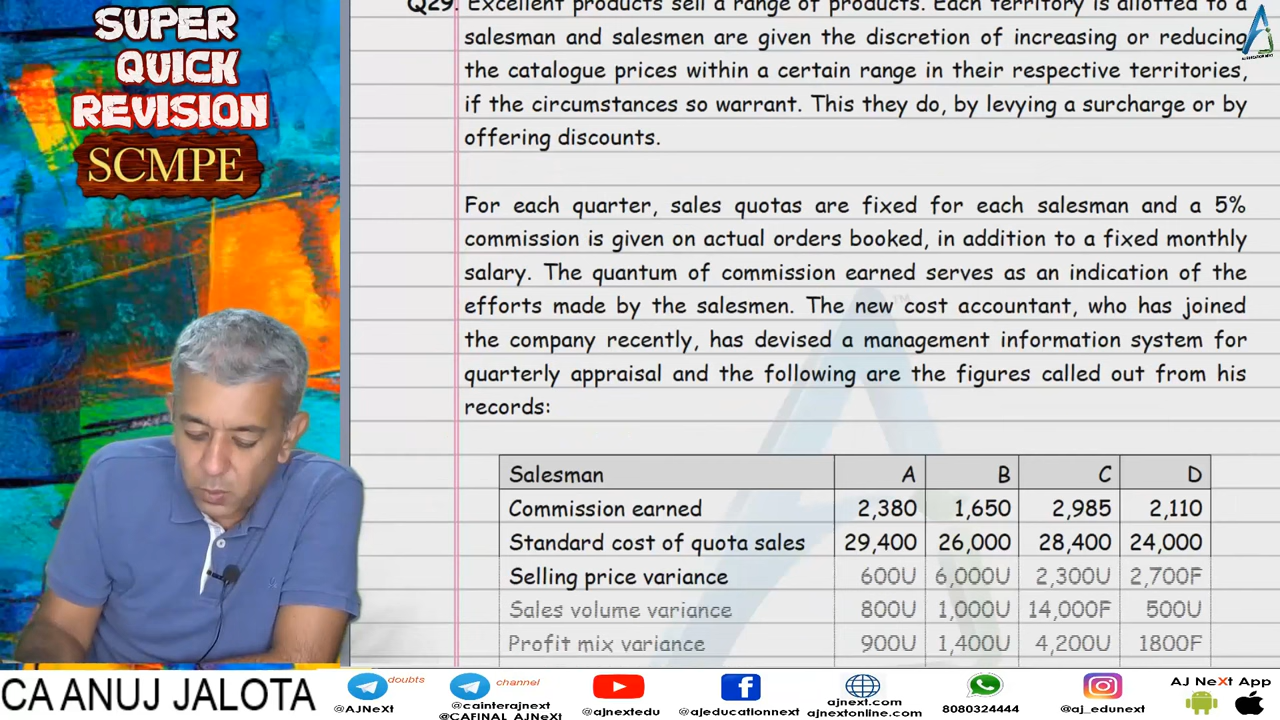 SUPER
QUICK
REVISION
SCMPE
Q29. Excellent products sell a range of products. Each territory is allotted to a
salesman and salesmen are given the discretion of increasing or reducing
the catalogue prices within a certain range in their respective territories,
if the circumstances so warrant. This they do, by levying a surcharge or by
offering discounts.
For each quarter, sales quotas are fixed for each salesman and a 5%
commission is given on actual orders booked, in addition to a fixed monthly
salary. The quantum of commission earned serves as an indication of the
efforts made by the salesmen. The new cost accountant, who has joined
the company recently, has devised a management information system for
quarterly appraisal and the following are the figures called out from his
records:
Salesman A B C D
Commission earned 2,380 1,650 2,985 2,110
Standard cost of quota sales 29,400 26,000 28,400 24,000
Selling price variance 600U 6,000U 2,300U 2,700F
Sales volume variance 800U 1,000U 14,000F 500U
Profit mix variance 900U 1,400U 4,200U 1800F
CA ANUJ JALOTA
doubts
@AJNeXt
channel
@cainterajnext
@CAFINAL_AJNeXt
@ajnextedu
@ajeducationnext
ajnext.com
ajnextonline.com
8080324444
@aj_edunext
AJ NeXt App